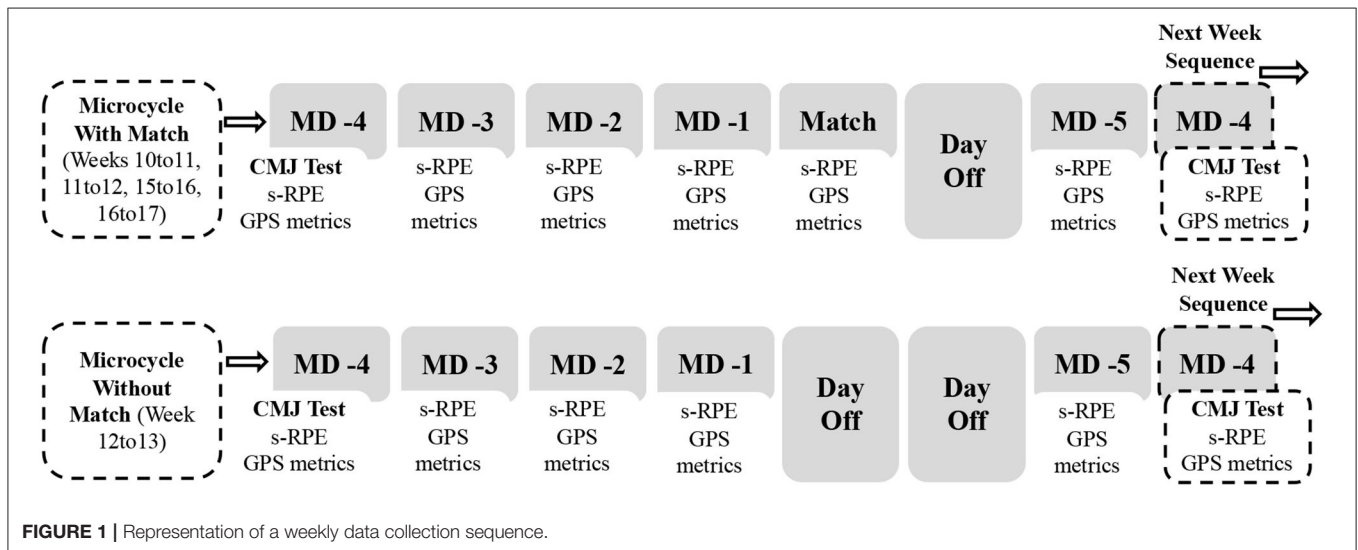 Microcycle
With Match
(Weeks 10to11,
11to12, 15to16,
16to17)
MD -4
CMJ Test
s-RPE
GPS metrics
MD -3
s-RPE
GPS
metrics
MD -2
s-RPE
GPS
metrics
MD -1
s-RPE
GPS
metrics
Match
s-RPE
GPS
metrics
Day
Off
MD -5
s-RPE
GPS
metrics
Next Week
Sequence
MD -4
CMJ Test
s-RPE
GPS metrics
Microcycle
Without
Match (Week
12to13)
MD -4
CMJ Test
s-RPE
GPS metrics
MD -3
s-RPE
GPS
metrics
MD -2
s-RPE
GPS
metrics
MD -1
s-RPE
GPS
metrics
Day
Off
Day
Off
MD -5
s-RPE
GPS
metrics
Next Week
Sequence
MD -4
CMJ Test
s-RPE
GPS metrics
FIGURE 1 | Representation of a weekly data collection sequence.